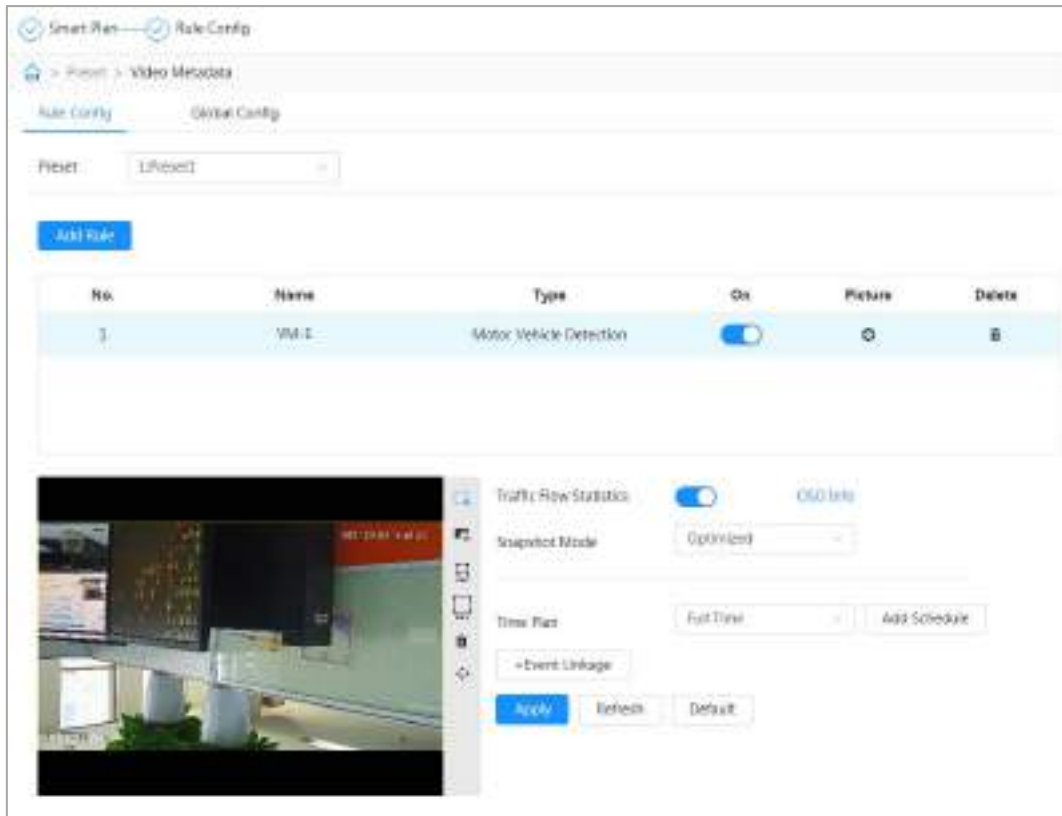 Smart Plan Rule Config
> Preset > Video Metadata
Rule Config Global Config
Preset 1:Preset1
Add Rule
No. Name Type On Picture Delete
1 VM-1 Motor Vehicle Detection
Traffic Flow Statistics OSD Info
Snapshot Mode Optimized
Time Plan Full Time Add Schedule
+Event Linkage
Apply Refresh Default